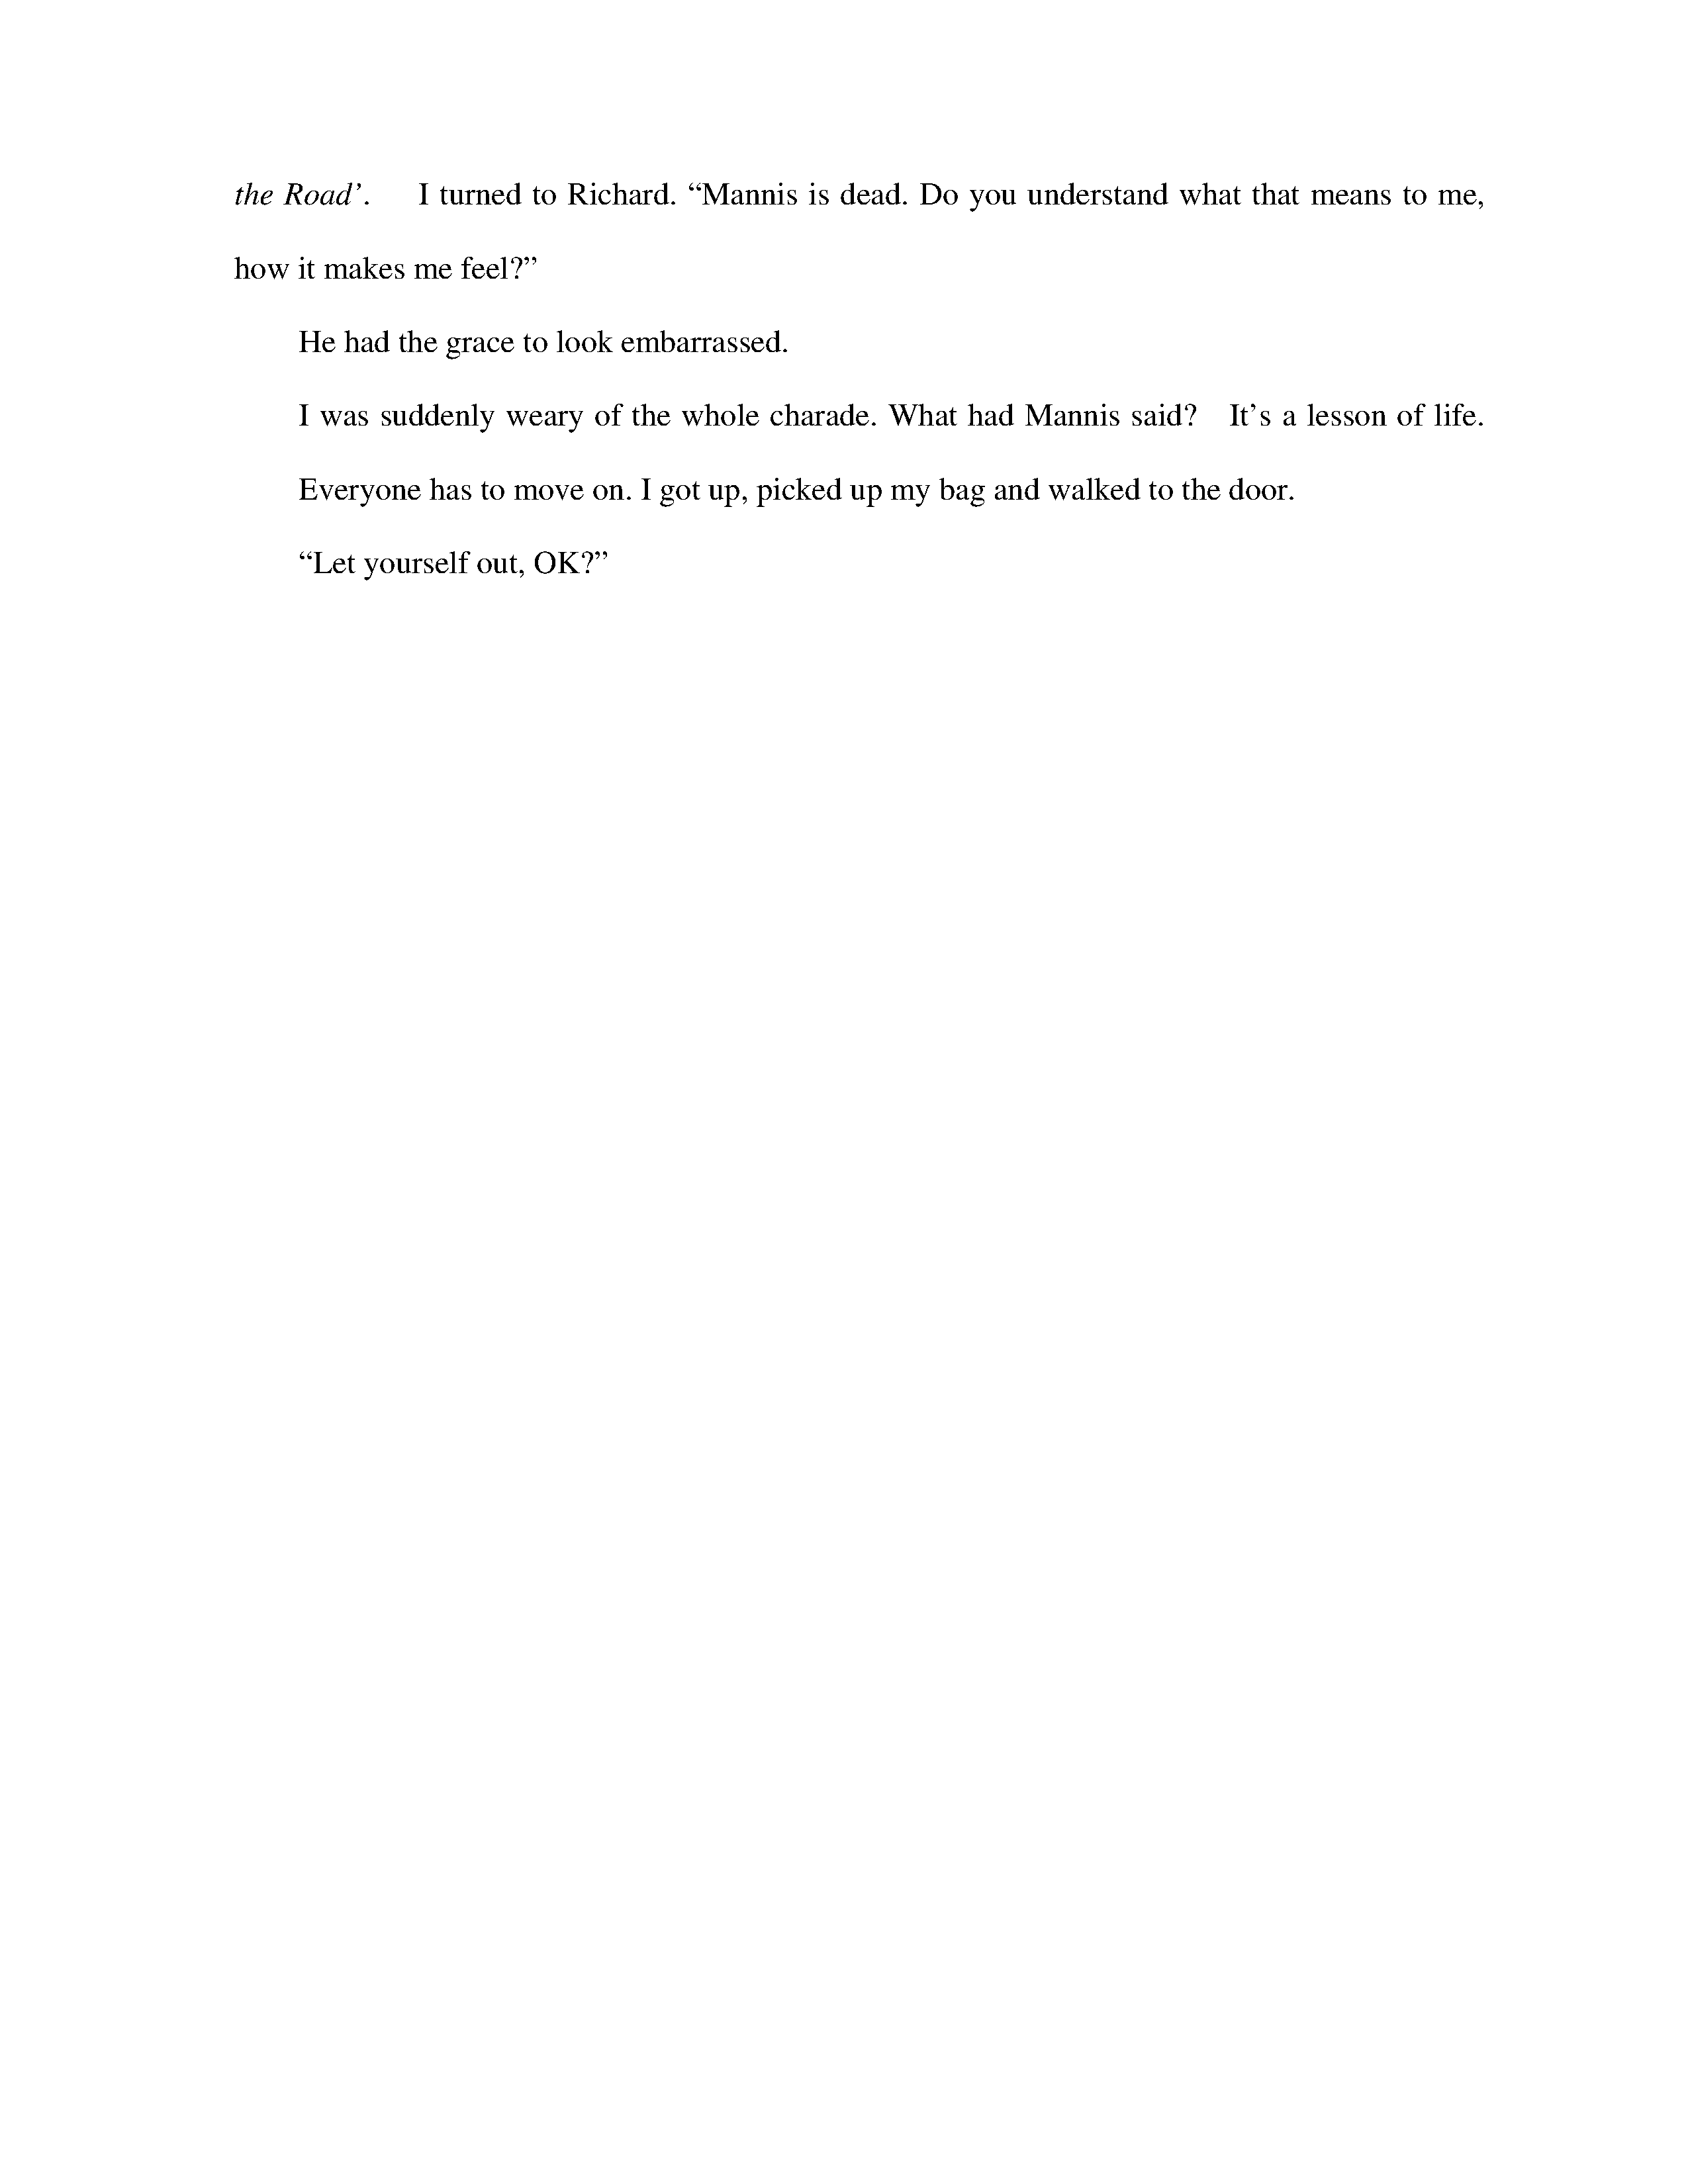 the Road’. I turned to Richard. “Mannis is dead. Do you understand what that means to me,
how it makes me feel?”
He had the grace to look embarrassed.
I was suddenly weary of the whole charade. What had Mannis said? It’s a lesson of life.
Everyone has to move on. I got up, picked up my bag and walked to the door.
“Let yourself out, OK?”